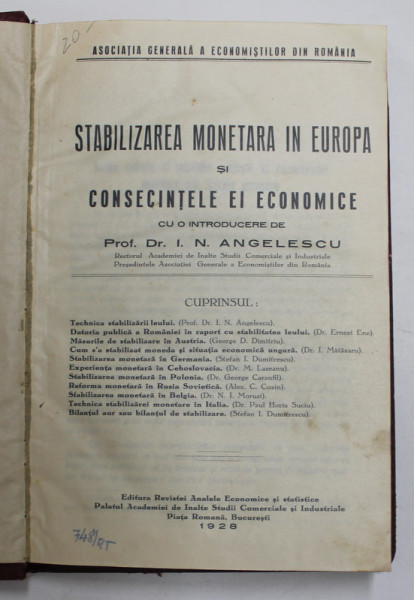 20-
ASOCIAȚIA GENERALĂ A ECONOMIȘTILOR DIN ROMÂNIA
STABILIZAREA MONETARA IN EUROPA
ȘI
CONSECINȚELE EI ECONOMICE
CU O INTRODUCERE DE
Prof. Dr. I. N. ANGELESCU
Rectorul Academiei de Inalte Studii Comerciale și Industriale
Președintele Asociației Generale a Economiștilor din România
CUPRINSUL:
Technica stabilizării leului. (Prof. Dr. I. N. Angelescu).
Datoria publică a României în raport cu stabilitatea leului. (Dr. Ernest Ene).
Măsurile de stabilizare în Austria. (George D. Dimitriu).
Cum s'a stabilizat moneda și situația economică ungară. (Dr. I. Mătăsaru).
Stabilizarea monetară în Germania. (Stefan I. Dumitrescu).
Experiența monetară în Cehoslovacia. (Dr. M. Lazeanu).
Stabilizarea monetară în Polonia. (Dr. George Caranfil).
Reforma monetară în Rusia Sovietică. (Alex. C. Cuzin).
Stabilizarea monetară în Belgia. (Dr. N. I. Moruzi).
Technica stabilizărei monetare în Italia. (Dr. Paul Horia Suciu).
Bilanțul aur sau bilanțul de stabilizare. (Stefan I. Dumitrescu).
Editura Revistei Analele Economice și statistice
Palatul Academiei de Inalte Studii Comerciale și Industriale
Piața Romană, București
1928